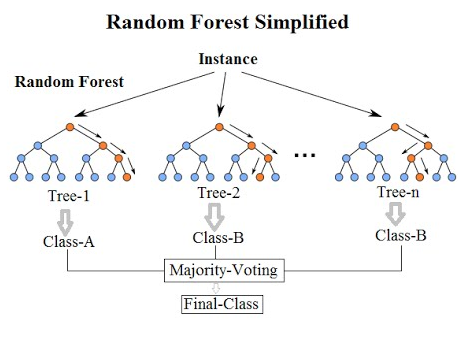 Random Forest Simplified
Instance
Random Forest
...
Tree-1
Tree-2
Tree-n
Class-A
Class-B
Class-B
Majority-Voting
Final-Class